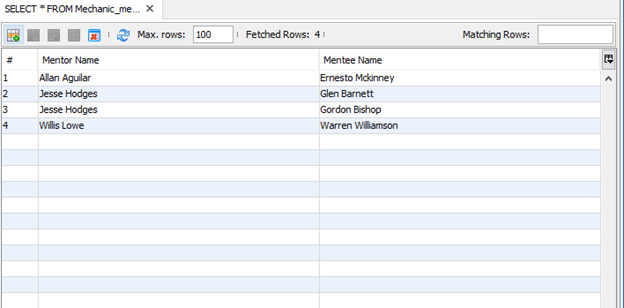 SELECT * FROM Mechanic_me...
Max. rows: 100 Fetched Rows: 4 Matching Rows:
# Mentor Name Mentee Name
1 Allan Aguilar Ernesto Mckinney
2 Jesse Hodges Glen Barnett
3 Jesse Hodges Gordon Bishop
4 Willis Lowe Warren Williamson